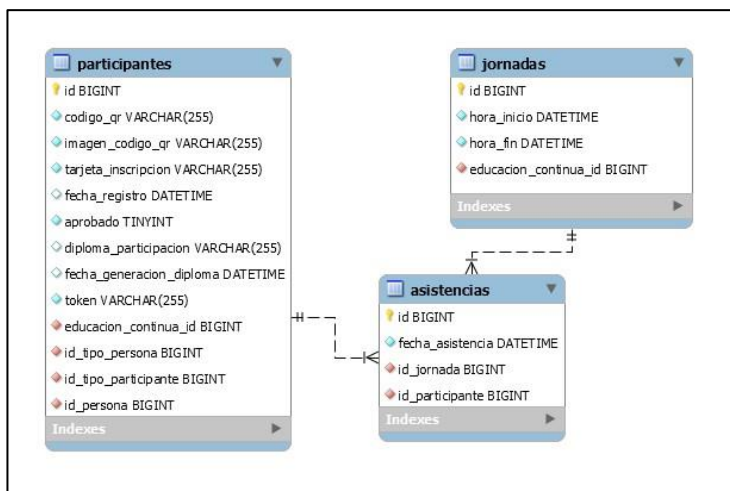 participantes
id BIGINT
codigo_qr VARCHAR(255)
imagen_codigo_qr VARCHAR(255)
tarjeta_inscripcion VARCHAR(255)
fecha_registro DATETIME
aprobado TINYINT
diploma_participacion VARCHAR(255)
fecha_generacion_diploma DATETIME
token VARCHAR(255)
educacion_continua_id BIGINT
id_tipo_persona BIGINT
id_tipo_participante BIGINT
id_persona BIGINT
Indexes
jornadas
id BIGINT
hora_inicio DATETIME
hora_fin DATETIME
educacion_continua_id BIGINT
Indexes
asistencias
id BIGINT
fecha_asistencia DATETIME
id_jornada BIGINT
id_participante BIGINT
Indexes